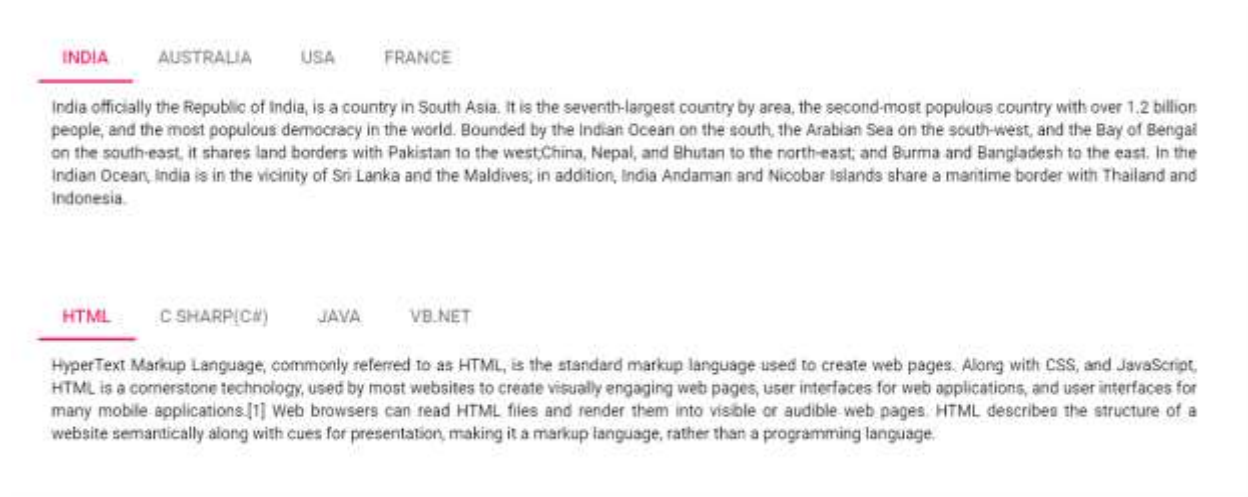 INDIA AUSTRALIA USA FRANCE
India officially the Republic of India, is a country in South Asia. It is the seventh-largest country by area, the second-most populous country with over 1.2 billion
people, and the most populous democracy in the world. Bounded by the Indian Ocean on the south, the Arabian Sea on the south-west, and the Bay of Bengal
on the south-east, it shares land borders with Pakistan to the west;China, Nepal, and Bhutan to the north-east; and Burma and Bangladesh to the east. In the
Indian Ocean, India is in the vicinity of Sri Lanka and the Maldives; in addition, India Andaman and Nicobar Islands share a maritime border with Thailand and
Indonesia.
HTML C SHARP(C#) JAVA VB.NET
HyperText Markup Language, commonly referred to as HTML, is the standard markup language used to create web pages. Along with CSS, and JavaScript,
HTML is a cornerstone technology, used by most websites to create visually engaging web pages, user interfaces for web applications, and user interfaces for
many mobile applications.[1] Web browsers can read HTML files and render them into visible or audible web pages. HTML describes the structure of a
website semantically along with cues for presentation, making it a markup language, rather than a programming language.